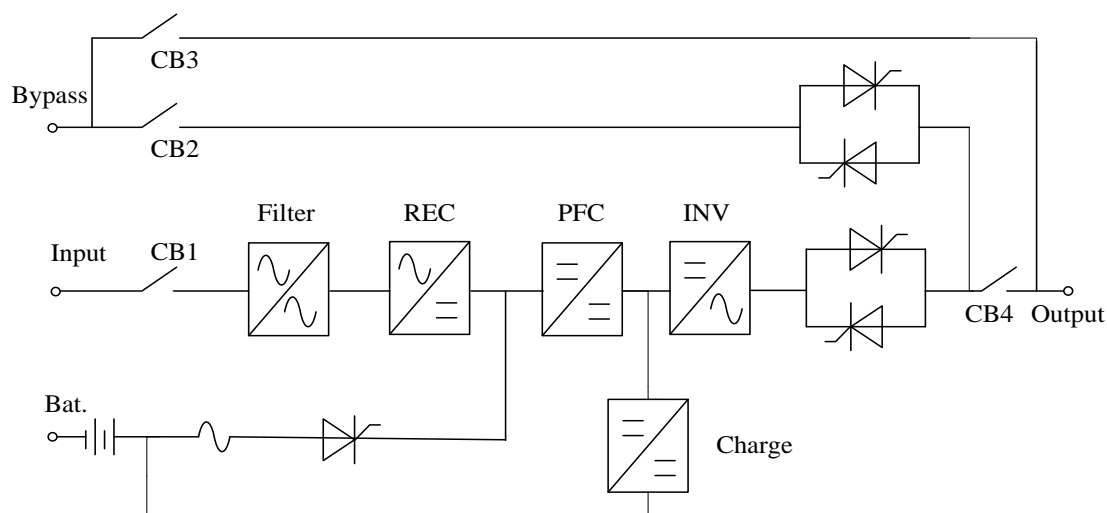 CB3
Bypass
CB2
Filter
REC
PFC
INV
Input
CB1
CB4
Output
Bat.
Charge